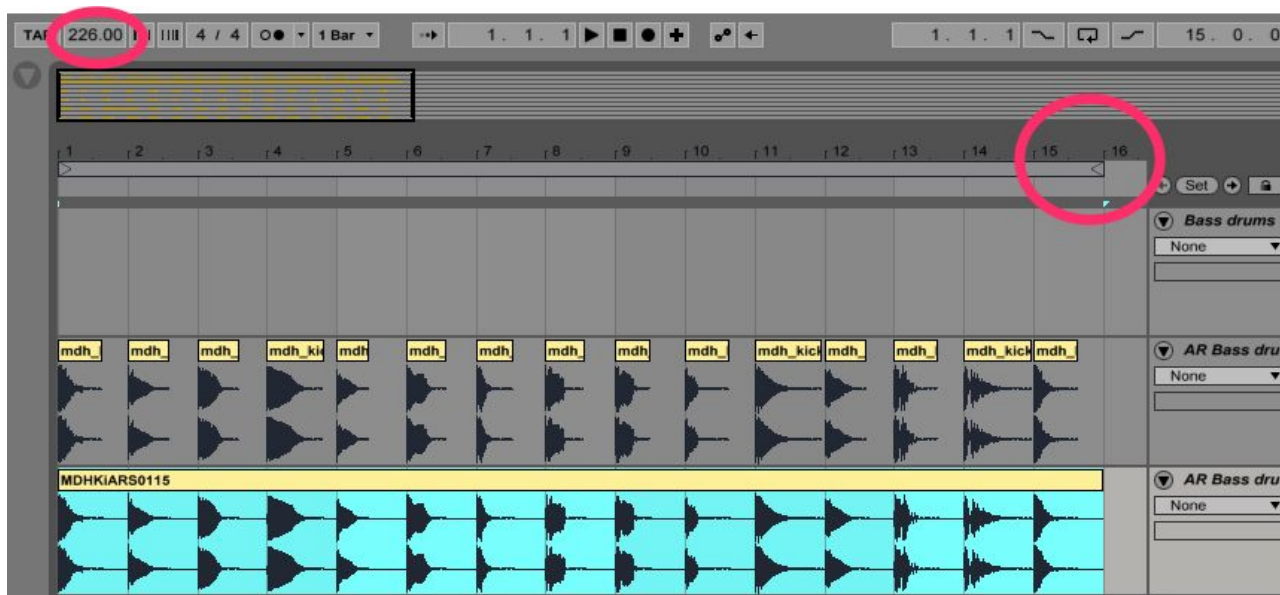 TAP 226.00 4 / 4 1 Bar 1. 1. 1 1. 1. 1 15. 0. 0
1 2 3 4 5 6 7 8 9 10 11 12 13 14 15 16
Set
Bass drums
None
mdh_ mdh_ mdh_ mdh_kic mdh mdh_ mdh_ mdh_ mdh mdh_ mdh_kick mdh_ mdh_ mdh_kick mdh_
AR Bass dru
None
MDHKiARS0115
AR Bass dru
None